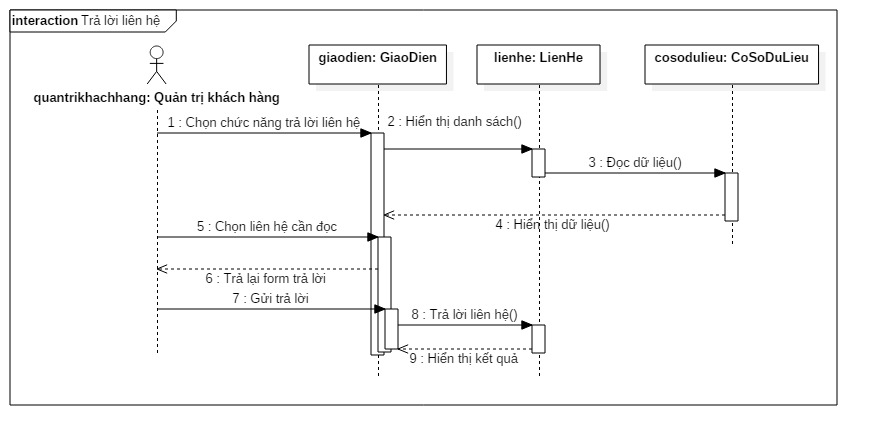 interaction Trả lời liên hệ
giaodien: GiaoDien
lienhe: LienHe
cosodulieu: CoSoDuLieu
quantrikhachhang: Quản trị khách hàng
1 : Chọn chức năng trả lời liên hệ
2 : Hiển thị danh sách()
3 : Đọc dữ liệu()
4 : Hiển thị dữ liệu()
5 : Chọn liên hệ cần đọc
6 : Trả lại form trả lời
7 : Gửi trả lời
8 : Trả lời liên hệ()
9 : Hiển thị kết quả